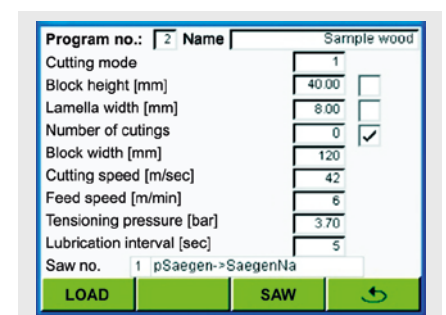 Program no.: 2 Name Sample wood
Cutting mode 1
Block height [mm] 40.00
Lamella width [mm] 8.00
Number of cutings 0
Block width [mm] 120
Cutting speed [m/sec] 42
Feed speed [m/min] 6
Tensioning pressure [bar] 3.70
Lubrication interval [sec] 5
Saw no. 1 pSaegen->SaegenNa
LOAD SAW